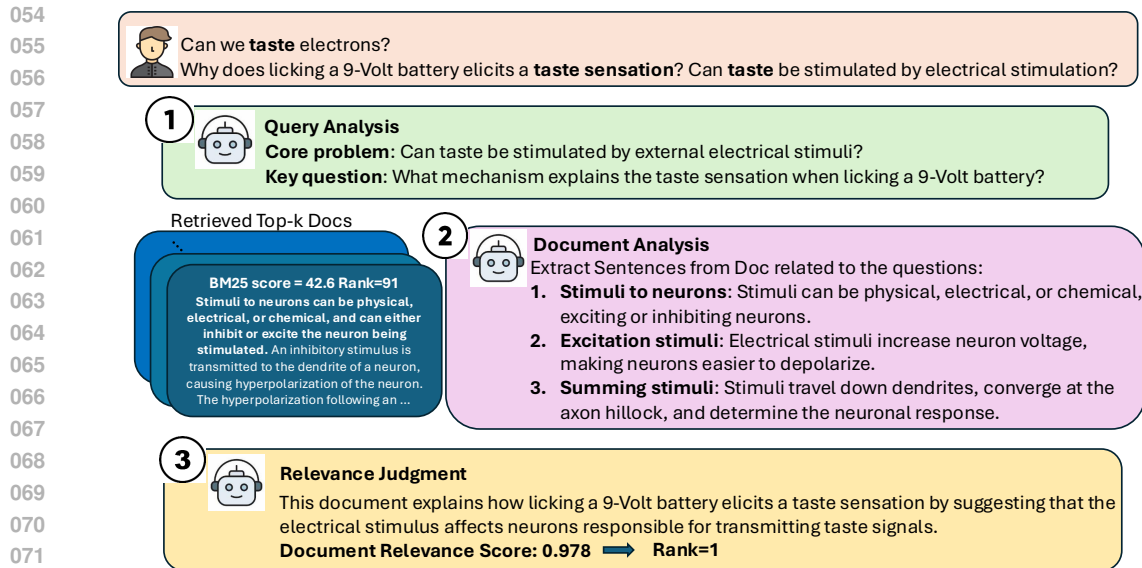 054
055
056
057
058
059
060
061
062
063
064
065
066
067
068
069
070
071
Can we taste electrons?
Why does licking a 9-Volt battery elicits a taste sensation? Can taste be stimulated by electrical stimulation?
1
Query Analysis
Core problem: Can taste be stimulated by external electrical stimuli?
Key question: What mechanism explains the taste sensation when licking a 9-Volt battery?
Retrieved Top-k Docs
...
BM25 score = 42.6 Rank=91
Stimuli to neurons can be physical,
electrical, or chemical, and can either
inhibit or excite the neuron being
stimulated. An inhibitory stimulus is
transmitted to the dendrite of a neuron,
causing hyperpolarization of the neuron.
The hyperpolarization following an ...
2
Document Analysis
Extract Sentences from Doc related to the questions:
1. Stimuli to neurons: Stimuli can be physical, electrical, or chemical,
exciting or inhibiting neurons.
2. Excitation stimuli: Electrical stimuli increase neuron voltage,
making neurons easier to depolarize.
3. Summing stimuli: Stimuli travel down dendrites, converge at the
axon hillock, and determine the neuronal response.
3
Relevance Judgment
This document explains how licking a 9-Volt battery elicits a taste sensation by suggesting that the
electrical stimulus affects neurons responsible for transmitting taste signals.
Document Relevance Score: 0.978 Rank=1